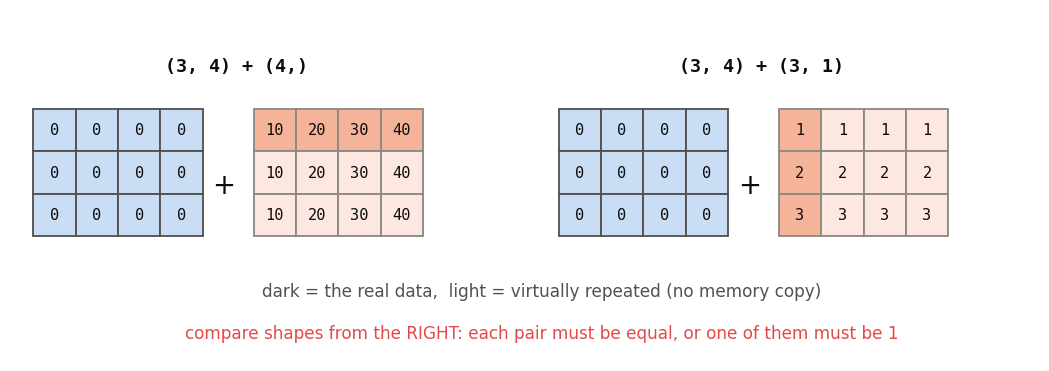 (3, 4) + (4,)
0 0 0 0 10 20 30 40
0 0 0 0 + 10 20 30 40
0 0 0 0 10 20 30 40
(3, 4) + (3, 1)
0 0 0 0 1 1 1 1
0 0 0 0 + 2 2 2 2
0 0 0 0 3 3 3 3
dark = the real data,  light = virtually repeated (no memory copy)
compare shapes from the RIGHT: each pair must be equal, or one of them must be 1